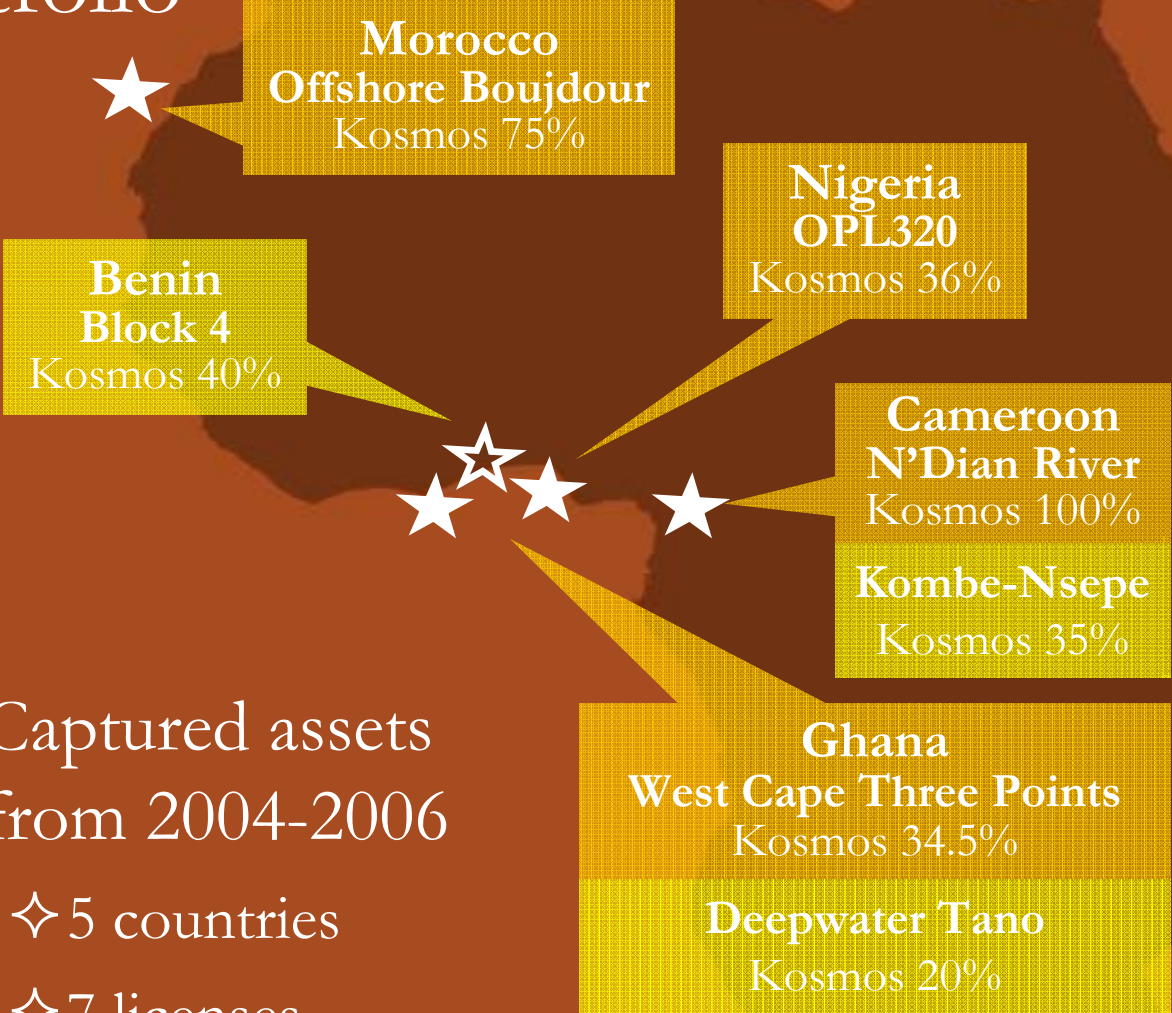 Morocco
Offshore Boujdour
Kosmos 75%
Nigeria
OPL320
Kosmos 36%
Benin
Block 4
Kosmos 40%
Cameroon
N’Dian River
Kosmos 100%
Kombe-Nsepe
Kosmos 35%
Ghana
West Cape Three Points
Kosmos 34.5%
Deepwater Tano
Kosmos 20%
Captured assets
from 2004-2006
✧5 countries
✧7 licenses